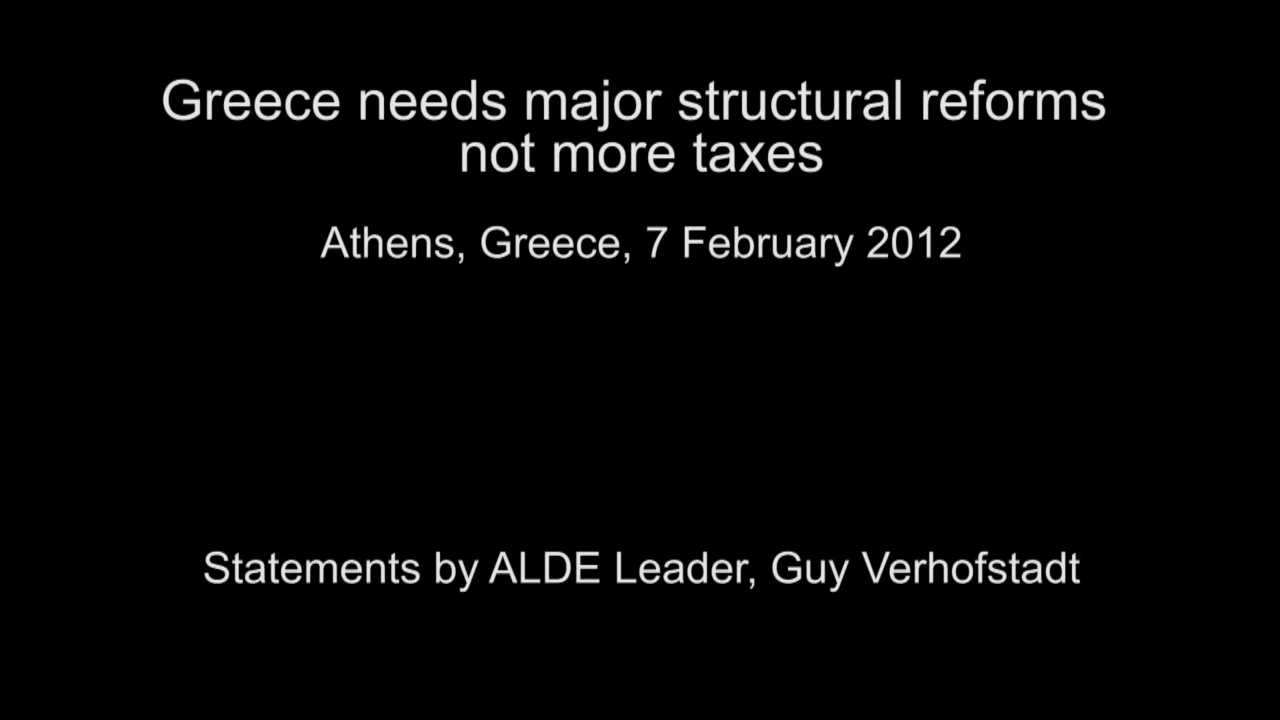 Greece needs major structural reforms
not more taxes
Athens, Greece, 7 February 2012
Statements by ALDE Leader, Guy Verhofstadt